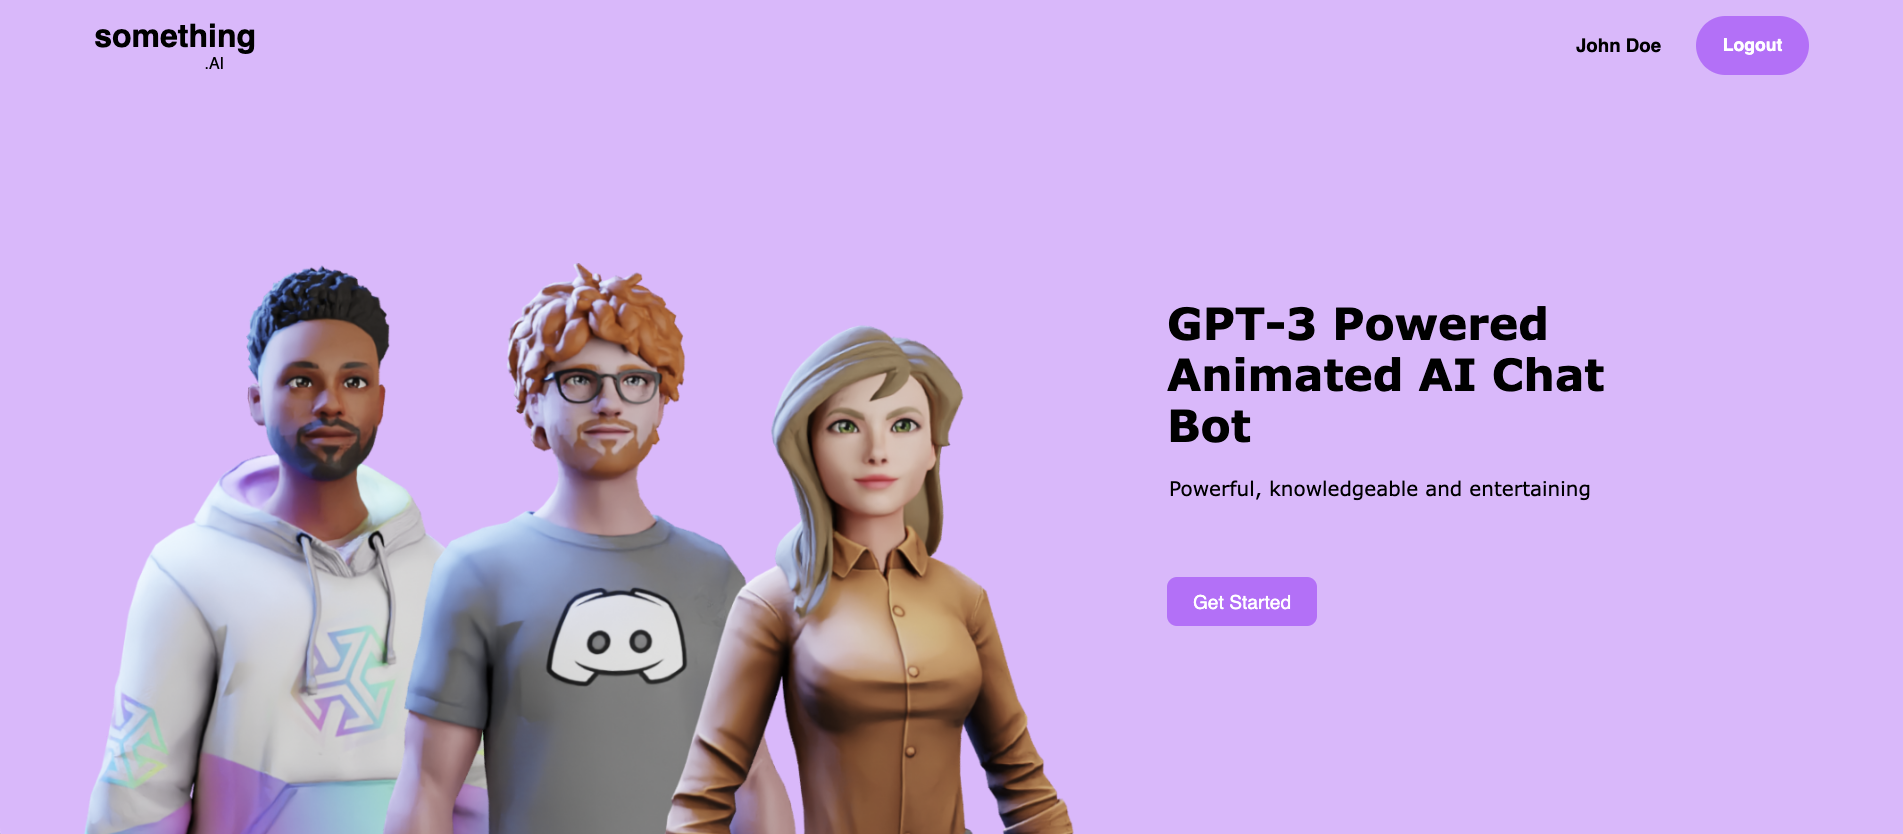 something
.AI
John Doe
Logout
GPT-3 Powered
Animated AI Chat
Bot
Powerful, knowledgeable and entertaining
Get Started